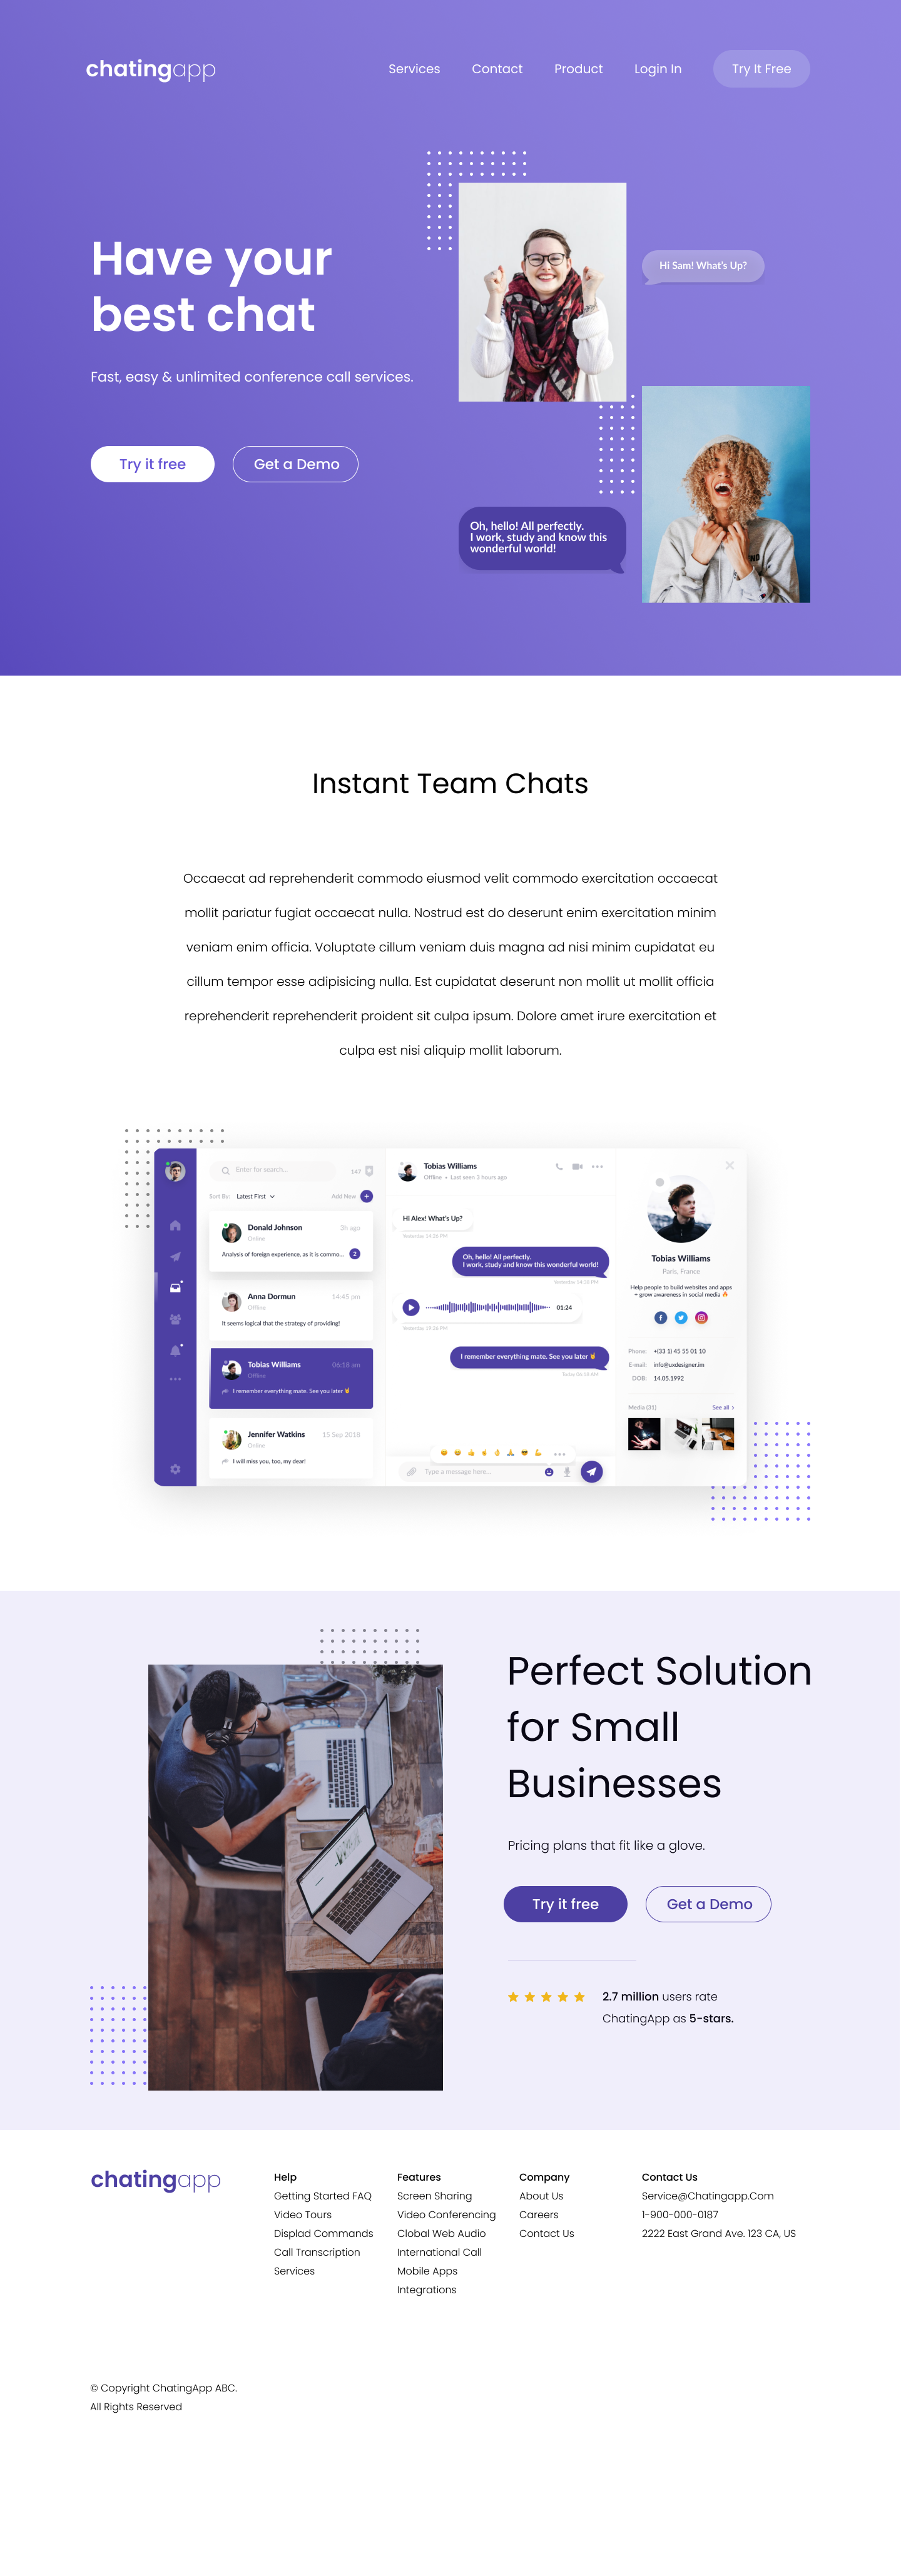 chatingapp
Services
Contact
Product
Login In
Try It Free
Have your
best chat
Fast, easy & unlimited conference call services.
Try it free
Get a Demo
Hi Sam! What's Up?
Oh, hello! All perfectly.
I work, study and know this
wonderful world!
Instant Team Chats
Occaecat ad reprehenderit commodo eiusmod velit commodo exercitation occaecat
mollit pariatur fugiat occaecat nulla. Nostrud est do deserunt enim exercitation minim
veniam enim officia. Voluptate cillum veniam duis magna ad nisi minim cupidatat eu
cillum tempor esse adipisicing nulla. Est cupidatat deserunt non mollit ut mollit officia
reprehenderit reprehenderit proident sit culpa ipsum. Dolore amet irure exercitation et
culpa est nisi aliquip mollit laborum.
Enter for search...
147
Sort By: Latest First
Add New
Donald Johnson
3h ago
Online
Analysis of foreign experience, as it is commo...
2
Anna Dormun
14:45 pm
Offline
It seems logical that the strategy of providing!
Tobias Williams
06:18 am
Offline
I remember everything mate. See you later 🤘
Jennifer Watkins
15 Sep 2018
Online
I will miss you, too, my dear!
Tobias Williams
Offline • Last seen 3 hours ago
Hi Alex! What's Up?
Yesterday 14:26 PM
Oh, hello! All perfectly.
I work, study and know this wonderful world!
Yesterday 14:38 PM
01:24
Yesterday 19:26 PM
I remember everything mate. See you later 🤘
Today 06:18 AM
Type a message here...
Tobias Williams
Paris, France
Help people to build websites and apps
+ grow awareness in social media 🔥
Phone: +(33 1) 45 55 01 10
E-mail: info@uxdesigner.im
DOB: 14.05.1992
Media (31)
See all
Perfect Solution
for Small
Businesses
Pricing plans that fit like a glove.
Try it free
Get a Demo
2.7 million users rate
ChatingApp as 5-stars.
chatingapp
Help
Getting Started FAQ
Video Tours
Displad Commands
Call Transcription
Services
Features
Screen Sharing
Video Conferencing
Clobal Web Audio
International Call
Mobile Apps
Integrations
Company
About Us
Careers
Contact Us
Contact Us
Service@Chatingapp.Com
1-900-000-0187
2222 East Grand Ave. 123 CA, US
© Copyright ChatingApp ABC.
All Rights Reserved